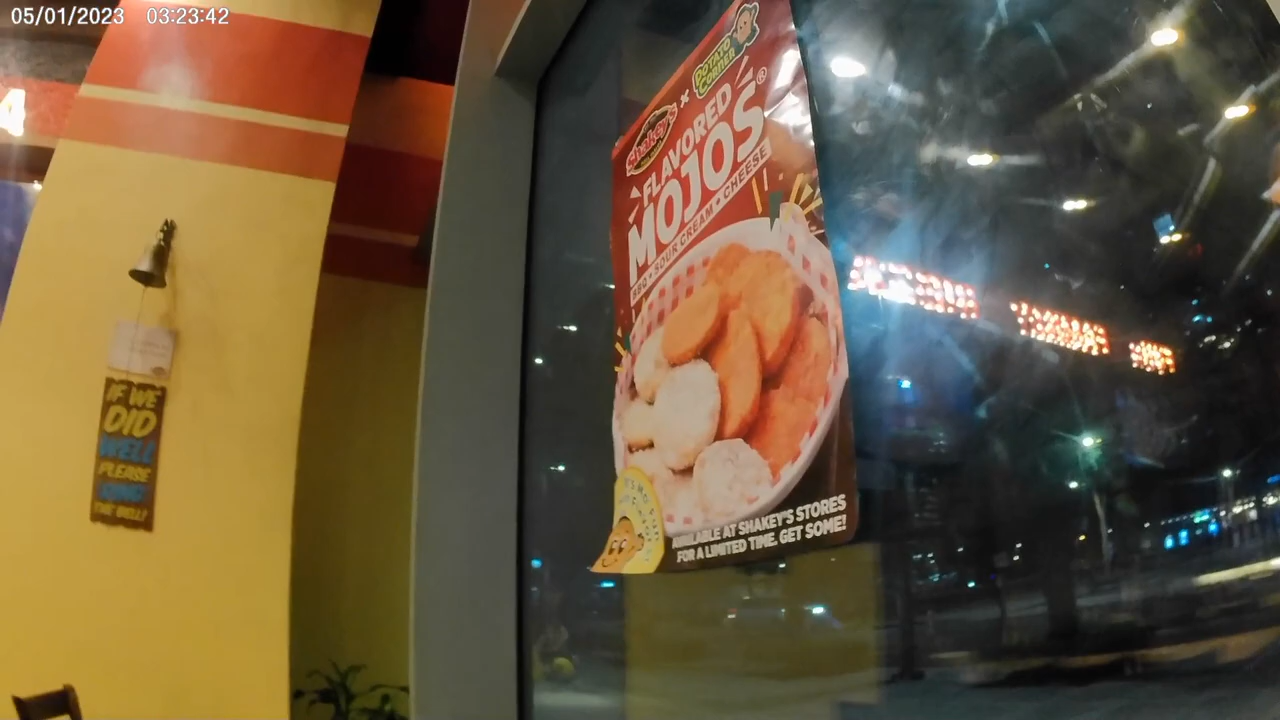 05/01/2023 03:23:42
4
IF WE
DID
WELL
PLEASE
RING
THE BELL!
Shakey's x POTATO CORNER
FLAVORED
MOJOS®
BBQ • SOUR CREAM • CHEESE
AVAILABLE AT SHAKEY'S STORES
FOR A LIMITED TIME. GET SOME!